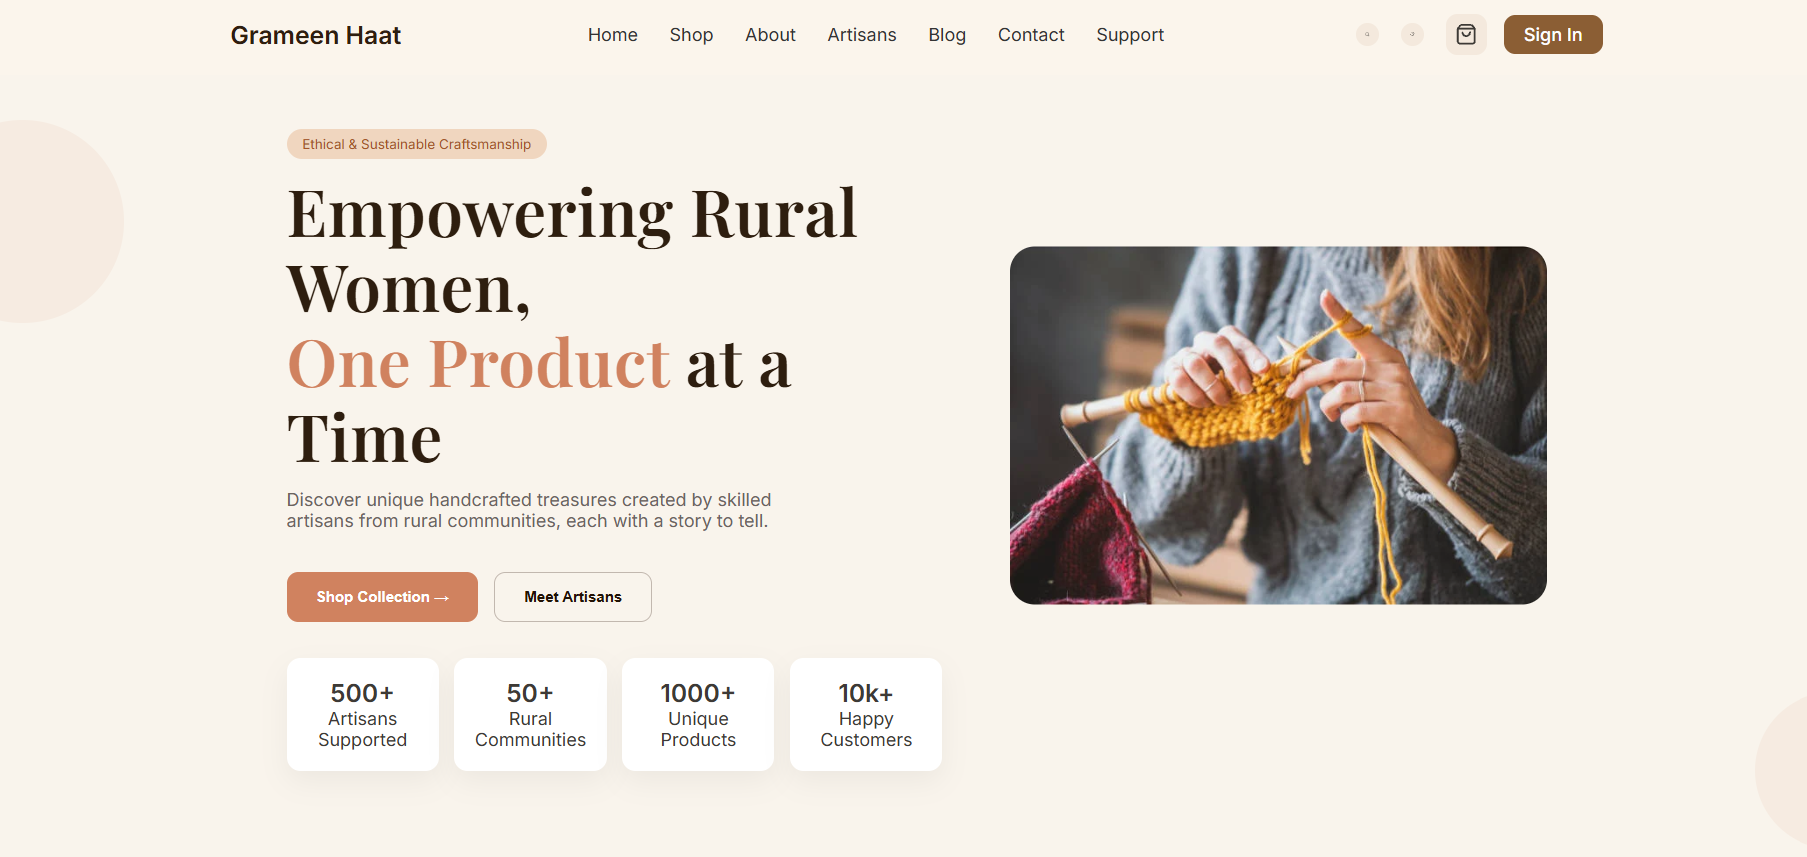 Grameen Haat
Home
Shop
About
Artisans
Blog
Contact
Support
Sign In
Ethical & Sustainable Craftsmanship
Empowering Rural
Women,
One Product at a
Time
Discover unique handcrafted treasures created by skilled
artisans from rural communities, each with a story to tell.
Shop Collection →
Meet Artisans
500+
Artisans
Supported
50+
Rural
Communities
1000+
Unique
Products
10k+
Happy
Customers